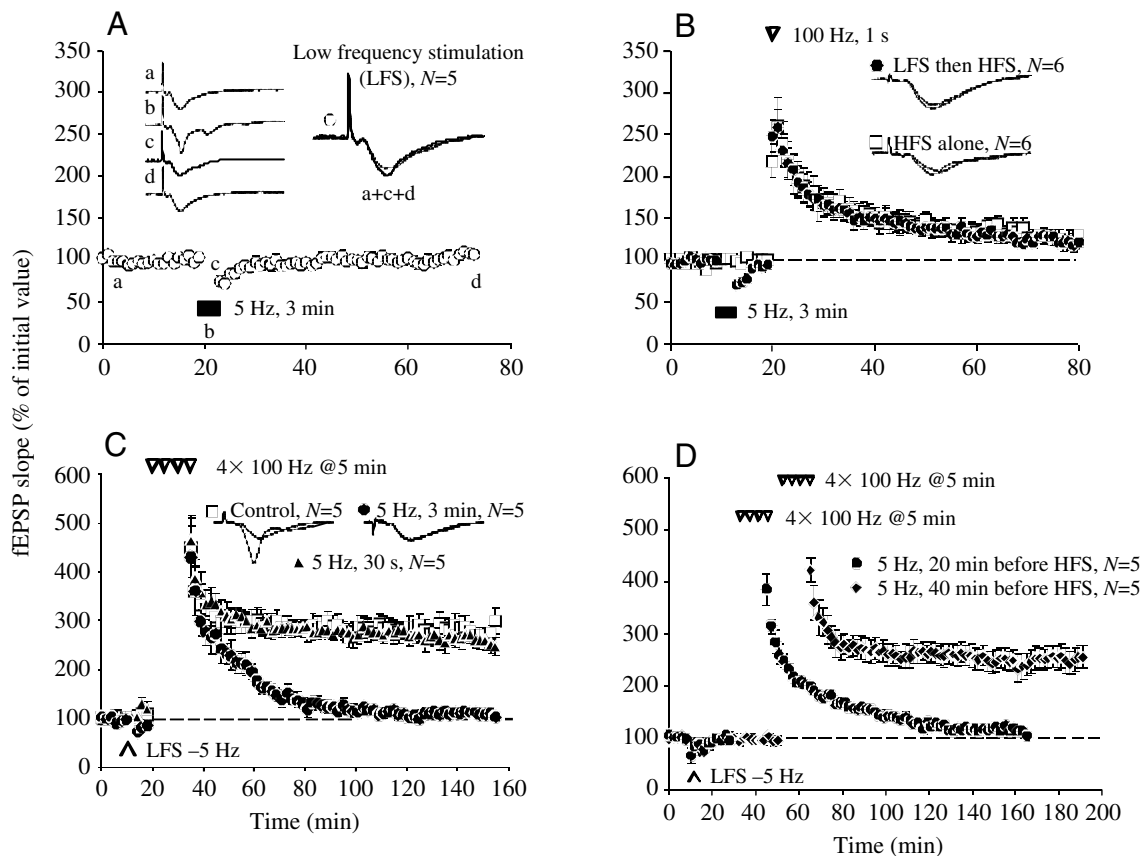 fEPSP slope (% of initial value)
A
350
300
250
200
150
100
50
0
0
20
40
60
80
a
b
c
d
Low frequency stimulation
(LFS), N=5
a+c+d
a
c
d
5 Hz, 3 min
b
B
350
300
250
200
150
100
50
0
0
20
40
60
80
100 Hz, 1 s
LFS then HFS, N=6
HFS alone, N=6
5 Hz, 3 min
C
600
500
400
300
200
100
0
0
20
40
60
80
100
120
140
160
4× 100 Hz @5 min
Control, N=5
5 Hz, 3 min, N=5
5 Hz, 30 s, N=5
LFS –5 Hz
Time (min)
D
600
500
400
300
200
100
0
0
20
40
60
80
100
120
140
160
180
200
4× 100 Hz @5 min
4× 100 Hz @5 min
5 Hz, 20 min before HFS, N=5
5 Hz, 40 min before HFS, N=5
LFS –5 Hz
Time (min)